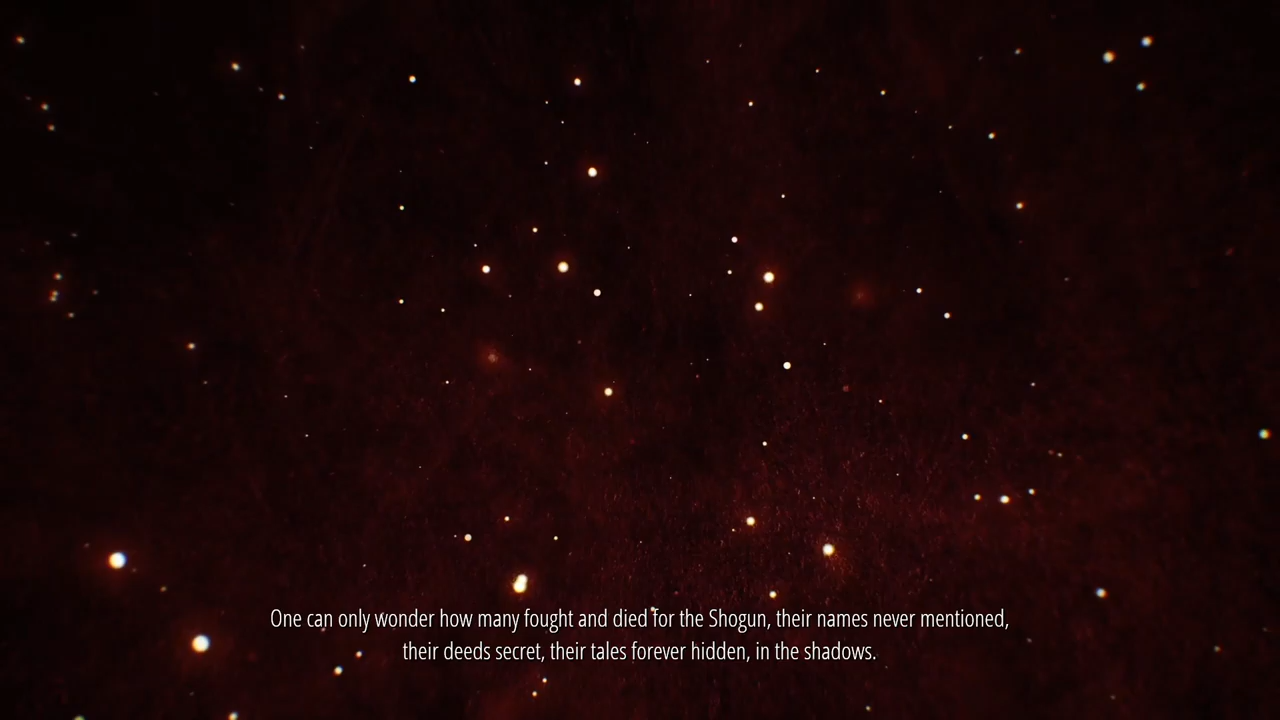 One can only wonder how many fought and died for the Shogun, their names never mentioned,
their deeds secret, their tales forever hidden, in the shadows.